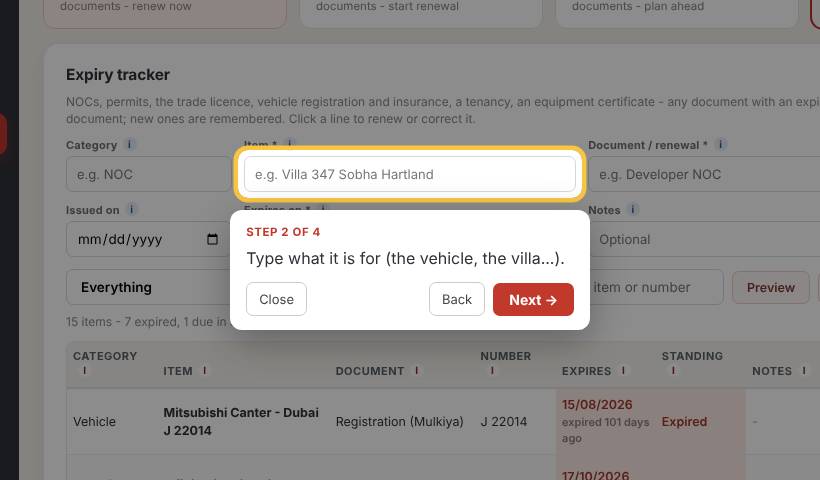 documents - renew now
documents - start renewal
documents - plan ahead
Expiry tracker
NOCs, permits, the trade licence, vehicle registration and insurance, a tenancy, an equipment certificate - any document with an expi
document; new ones are remembered. Click a line to renew or correct it.
Category i
Item * i
Document / renewal * i
e.g. NOC
e.g. Villa 347 Sobha Hartland
e.g. Developer NOC
Issued on i
Expires on * i
Notes i
mm/dd/yyyy
Optional
STEP 2 OF 4
Type what it is for (the vehicle, the villa...).
Close
Back
Next →
Everything
item or number
Preview
15 items - 7 expired, 1 due in
CATEGORY i
ITEM i
DOCUMENT i
NUMBER i
EXPIRES i
STANDING i
NOTES i
Vehicle
Mitsubishi Canter - Dubai J 22014
Registration (Mulkiya)
J 22014
15/08/2026
expired 101 days ago
Expired
-
17/10/2026